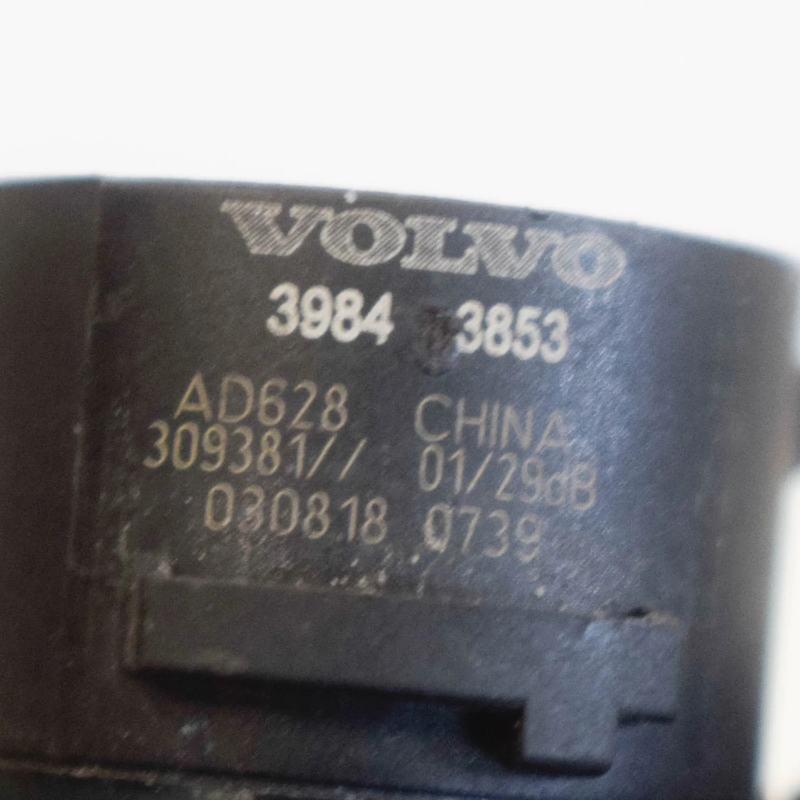 VOLVO
3984 3853
AD628 CHINA
309381// 01/29dB
030818 0739